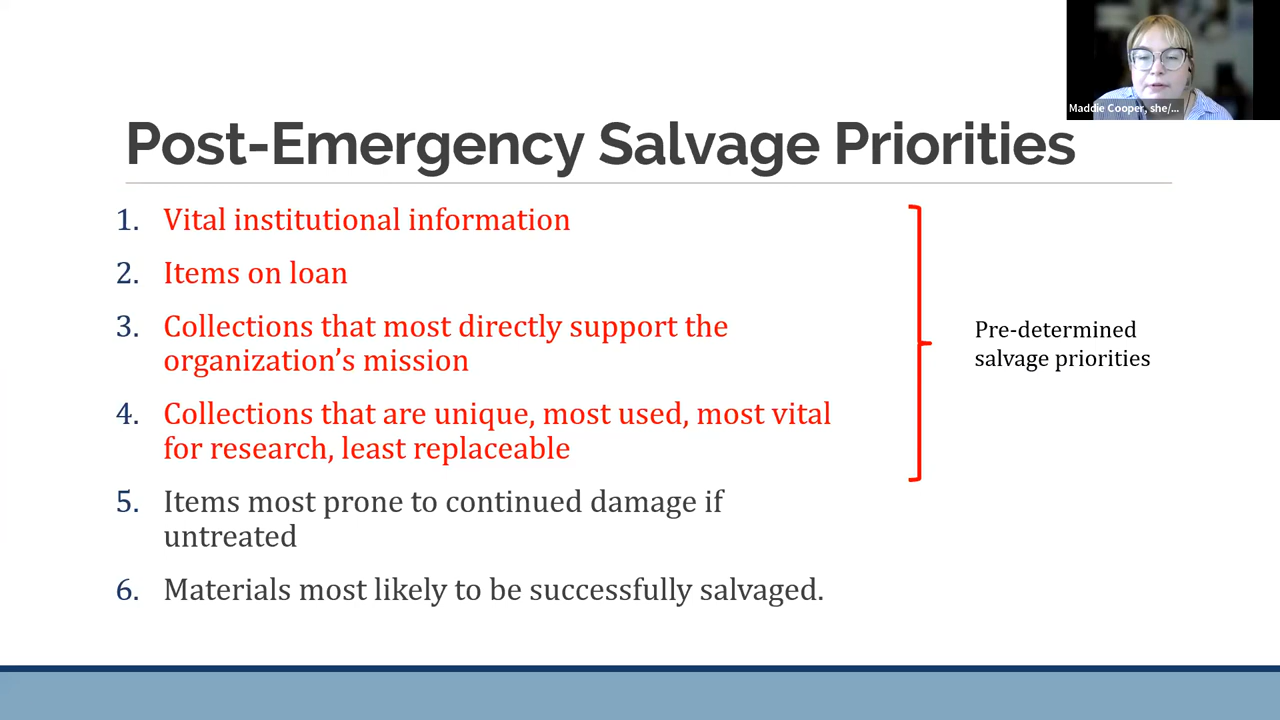 Maddie Cooper, she/...
Post-Emergency Salvage Priorities
1. Vital institutional information
2. Items on loan
3. Collections that most directly support the
organization’s mission
4. Collections that are unique, most used, most vital
for research, least replaceable
5. Items most prone to continued damage if
untreated
6. Materials most likely to be successfully salvaged.
Pre-determined
salvage priorities